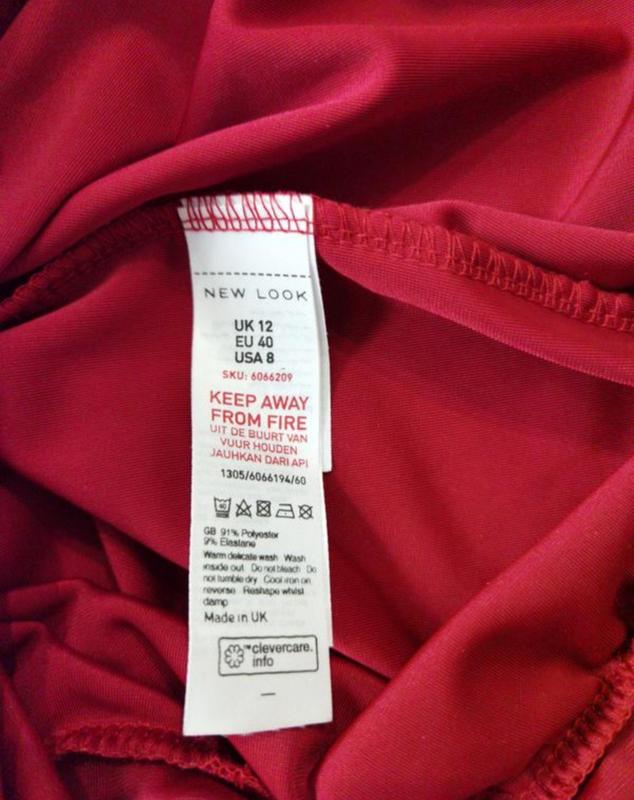 NEW LOOK
UK 12
EU 40
USA 8
SKU: 6066209
KEEP AWAY
FROM FIRE
UIT DE BUURT VAN
VUUR HOUDEN
JAUHKAN DARI API
1305/6066194/60
40
GB 91% Polyester
9% Elastane
Warm delicate wash Wash
inside out Do not bleach Do
not tumble dry Cool iron on
reverse Reshape whilst
damp
Made in UK
™clevercare.
info